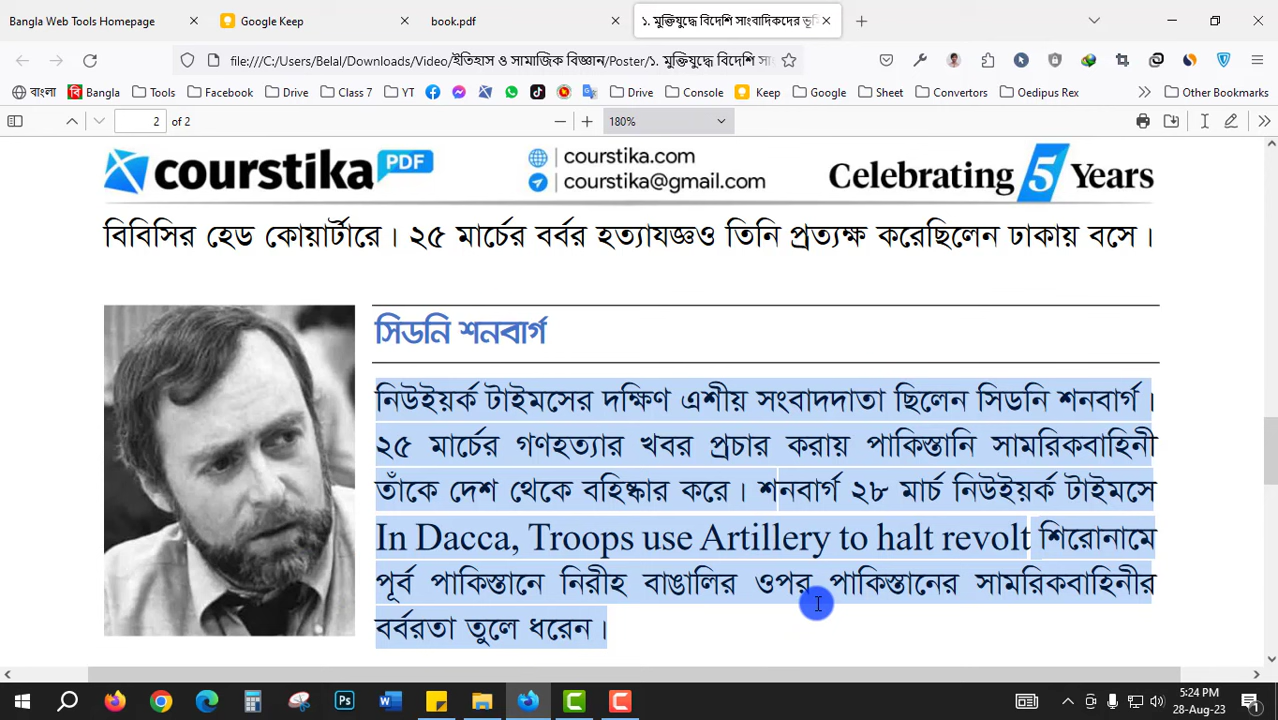 Bangla Web Tools Homepage
Google Keep
book.pdf
১. মুক্তিযুদ্ধে বিদেশি সাংবাদিকদের
file:///C:/Users/Belal/Downloads/Video/ইতিহাস ও সামাজিক বিজ্ঞান/Poster/১. মুক্তিযুদ্ধে বিদেশি
বাংলা Bangla Tools Facebook Drive Class 7 YT Drive Console Keep Google Sheet Convertors Oedipus Rex Other Bookmarks
2 of 2 180%
courstika PDF
courstika.com
courstika@gmail.com
Celebrating 5 Years
বিবিসির হেড কোয়ার্টারে। ২৫ মার্চের বর্বর হত্যাযজ্ঞও তিনি প্রত্যক্ষ করেছিলেন ঢাকায় বসে।
সিডনি শনবার্গ
নিউইয়র্ক টাইমসের দক্ষিণ এশীয় সংবাদদাতা ছিলেন সিডনি শনবার্গ।
২৫ মার্চের গণহত্যার খবর প্রচার করায় পাকিস্তানি সামরিকবাহিনী
তাঁকে দেশ থেকে বহিষ্কার করে। শনবার্গ ২৮ মার্চ নিউইয়র্ক টাইমসে
In Dacca, Troops use Artillery to halt revolt শিরোনামে
পূর্ব পাকিস্তানে নিরীহ বাঙালির ওপর পাকিস্তানের সামরিকবাহিনীর
বর্বরতা তুলে ধরেন।
5:24 PM
28-Aug-23